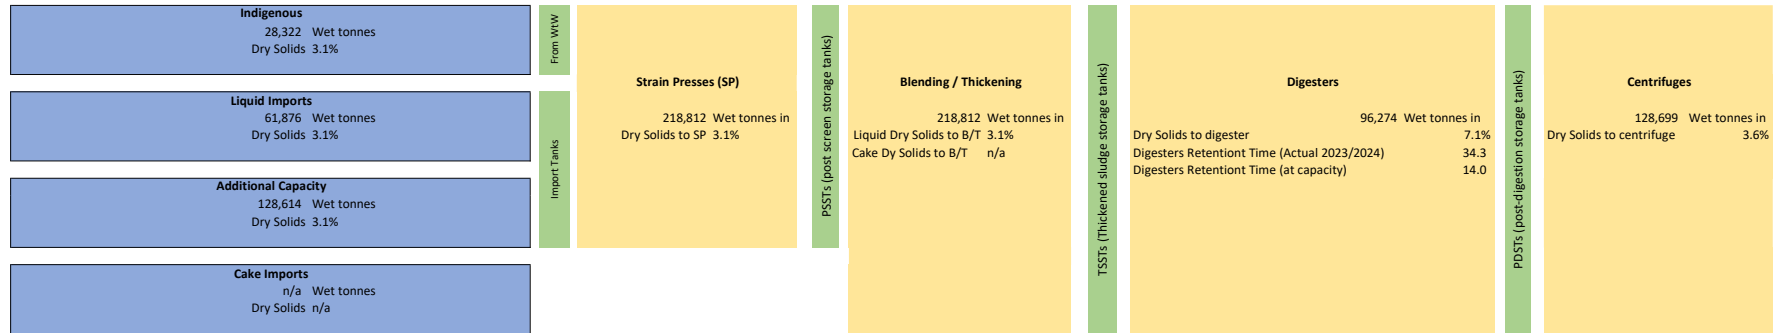 Indigenous
28,322 Wet tonnes
Dry Solids 3.1%
Liquid Imports
61,876 Wet tonnes
Dry Solids 3.1%
Additional Capacity
128,614 Wet tonnes
Dry Solids 3.1%
Cake Imports
n/a Wet tonnes
Dry Solids n/a
From WtW
Import Tanks
Strain Presses (SP)
218,812 Wet tonnes in
Dry Solids to SP 3.1%
PSSTs (post screen storage tanks)
Blending / Thickening
218,812 Wet tonnes in
Liquid Dry Solids to B/T 3.1%
Cake Dy Solids to B/T n/a
TSSTs (Thickened sludge storage tanks)
Digesters
96,274 Wet tonnes in
Dry Solids to digester 7.1%
Digesters Retentiont Time (Actual 2023/2024) 34.3
Digesters Retentiont Time (at capacity) 14.0
PDSTs (post-digestion storage tanks)
Centrifuges
128,699 Wet tonnes in
Dry Solids to centrifuge 3.6%